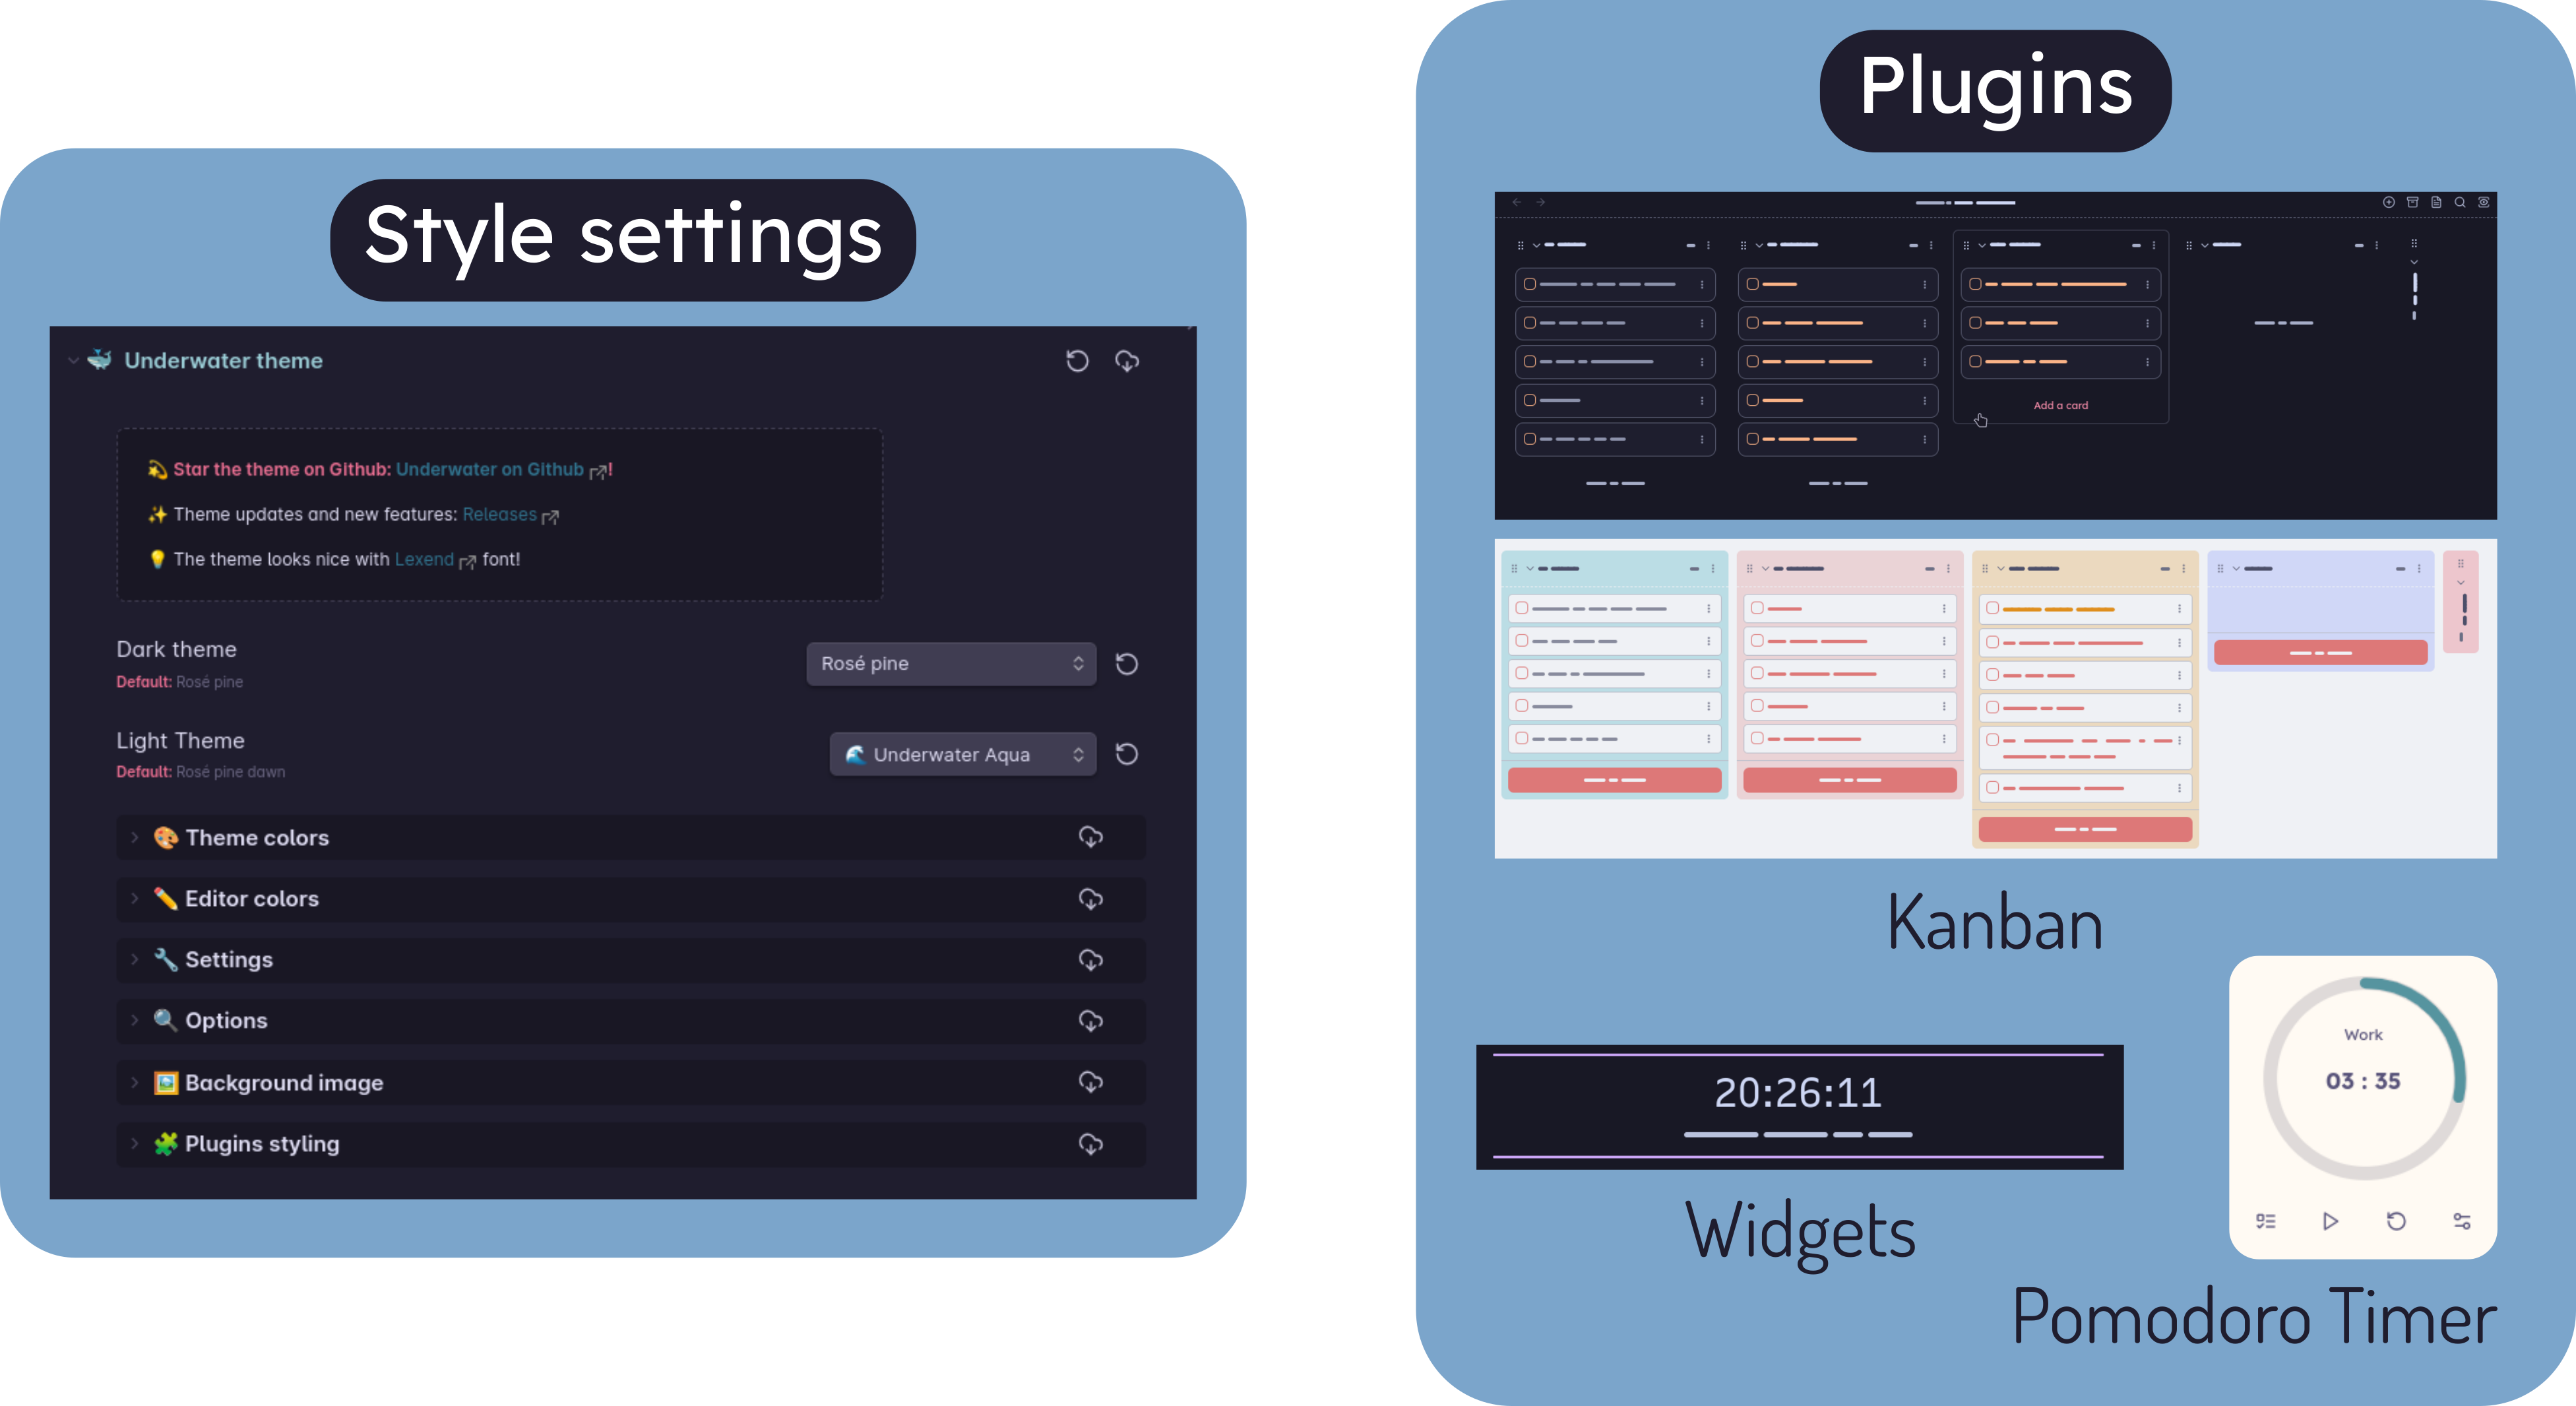 Style settings
🐳 Underwater theme
💫 Star the theme on Github: Underwater on Github!
✨ Theme updates and new features: Releases
💡 The theme looks nice with Lexend font!
Dark theme
Default: Rosé pine
Rosé pine
Light Theme
Default: Rosé pine dawn
🌊 Underwater Aqua
🎨 Theme colors
✏️ Editor colors
🔧 Settings
🔍 Options
🖼️ Background image
🧩 Plugins styling
Plugins
Add a card
Kanban
20:26:11
Widgets
Work
03 : 35
Pomodoro Timer